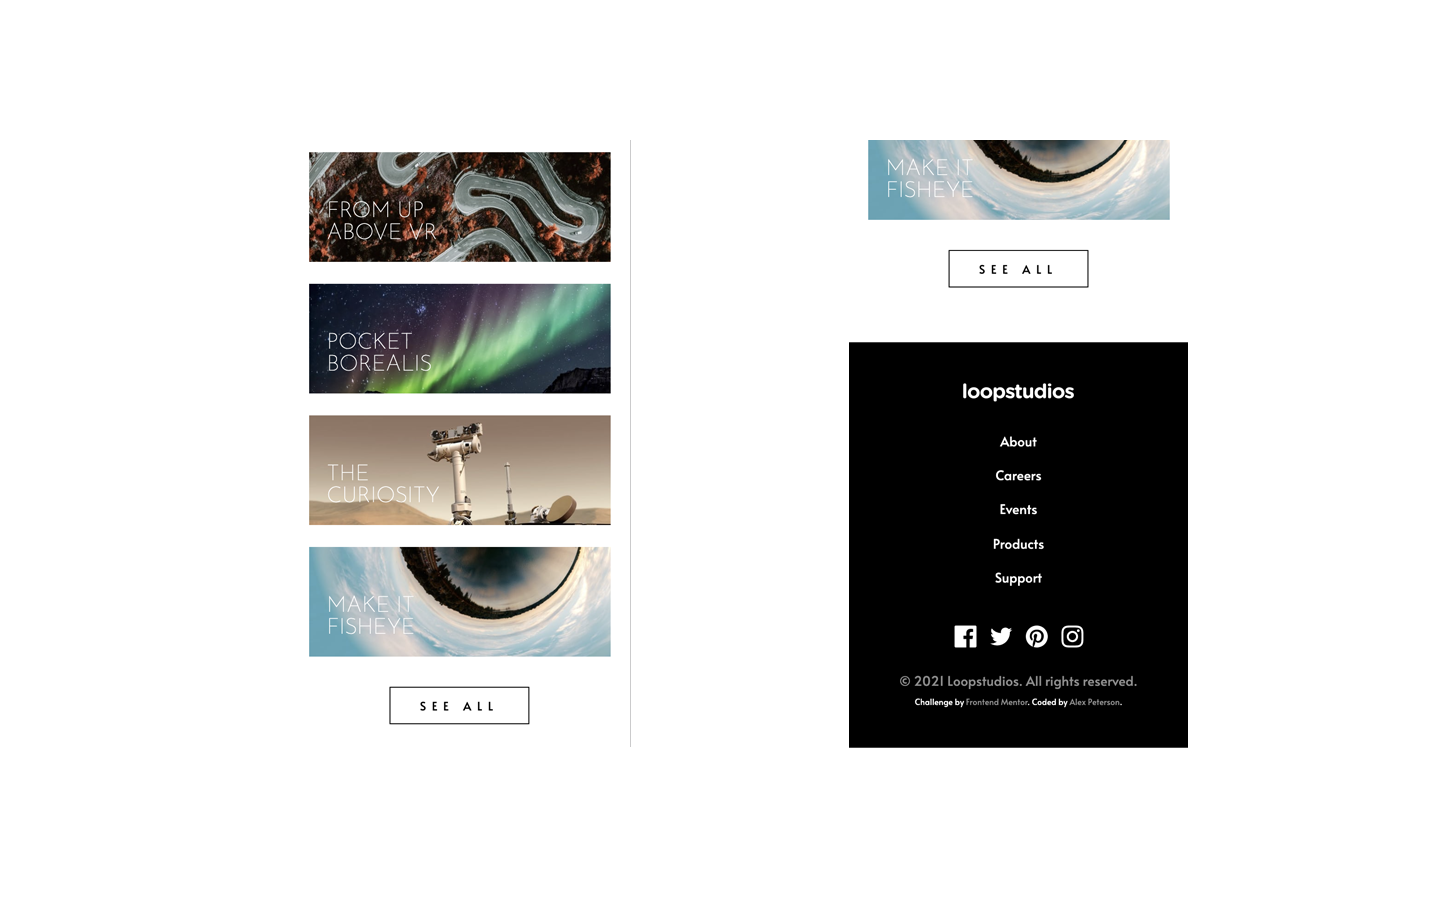 FROM UP
ABOVE VR
POCKET
BOREALIS
THE
CURIOSITY
MAKE IT
FISHEYE
SEE ALL
MAKE IT
FISHEYE
SEE ALL
loopstudios
About
Careers
Events
Products
Support
© 2021 Loopstudios. All rights reserved.
Challenge by Frontend Mentor. Coded by Alex Peterson.